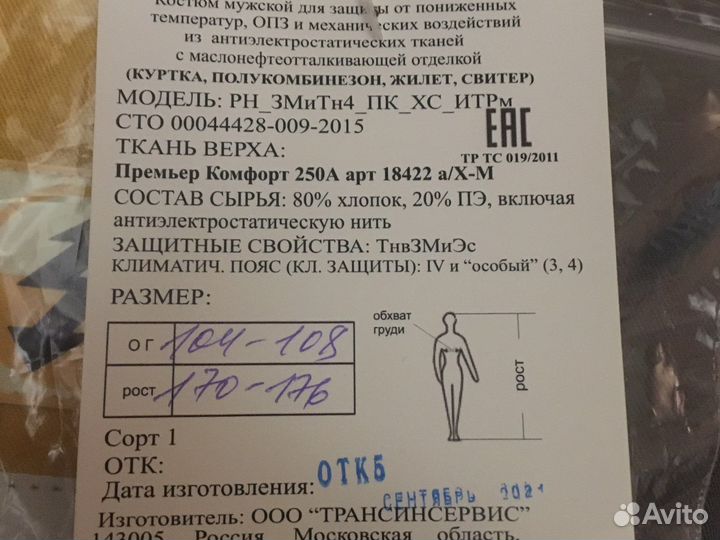 Костюм мужской для защиты от пониженных
температур, ОПЗ и механических воздействий
из антиэлектростатических тканей
с маслонефтеотталкивающей отделкой
(КУРТКА, ПОЛУКОМБИНЕЗОН, ЖИЛЕТ, СВИТЕР)
МОДЕЛЬ: РН_ЗМиТн4_ПК_ХС_ИТРм
СТО 00044428-009-2015
EAC
ТКАНЬ ВЕРХА:
ТР ТС 019/2011
Премьер Комфорт 250А арт 18422 а/Х-М
СОСТАВ СЫРЬЯ: 80% хлопок, 20% ПЭ, включая
антиэлектростатическую нить
ЗАЩИТНЫЕ СВОЙСТВА: ТнвЗМиЭс
КЛИМАТИЧ. ПОЯС (КЛ. ЗАЩИТЫ): IV и “особый” (3, 4)
РАЗМЕР:
обхват
груди
ОГ 104-108
рост 170-176
рост
Сорт 1
ОТК:
ОТК5
Дата изготовления:
СЕНТЯБРЬ 2021
Изготовитель: ООО “ТРАНСИНСЕРВИС”
143005 Россия Московская область,
Avito